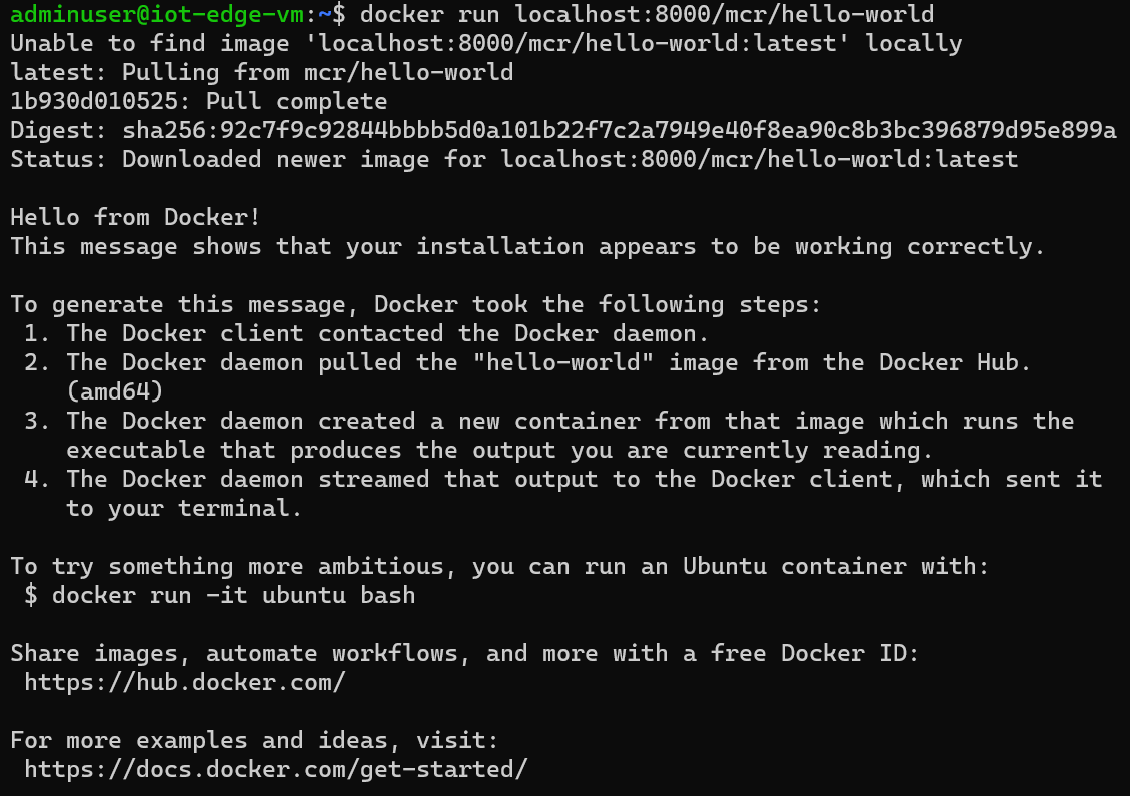 adminuser@iot-edge-vm:~$ docker run localhost:8000/mcr/hello-world
Unable to find image 'localhost:8000/mcr/hello-world:latest' locally
latest: Pulling from mcr/hello-world
1b930d010525: Pull complete
Digest: sha256:92c7f9c92844bbbb5d0a101b22f7c2a7949e40f8ea90c8b3bc396879d95e899a
Status: Downloaded newer image for localhost:8000/mcr/hello-world:latest

Hello from Docker!
This message shows that your installation appears to be working correctly.

To generate this message, Docker took the following steps:
 1. The Docker client contacted the Docker daemon.
 2. The Docker daemon pulled the "hello-world" image from the Docker Hub.
    (amd64)
 3. The Docker daemon created a new container from that image which runs the
    executable that produces the output you are currently reading.
 4. The Docker daemon streamed that output to the Docker client, which sent it
    to your terminal.

To try something more ambitious, you can run an Ubuntu container with:
 $ docker run -it ubuntu bash

Share images, automate workflows, and more with a free Docker ID:
 https://hub.docker.com/

For more examples and ideas, visit:
 https://docs.docker.com/get-started/